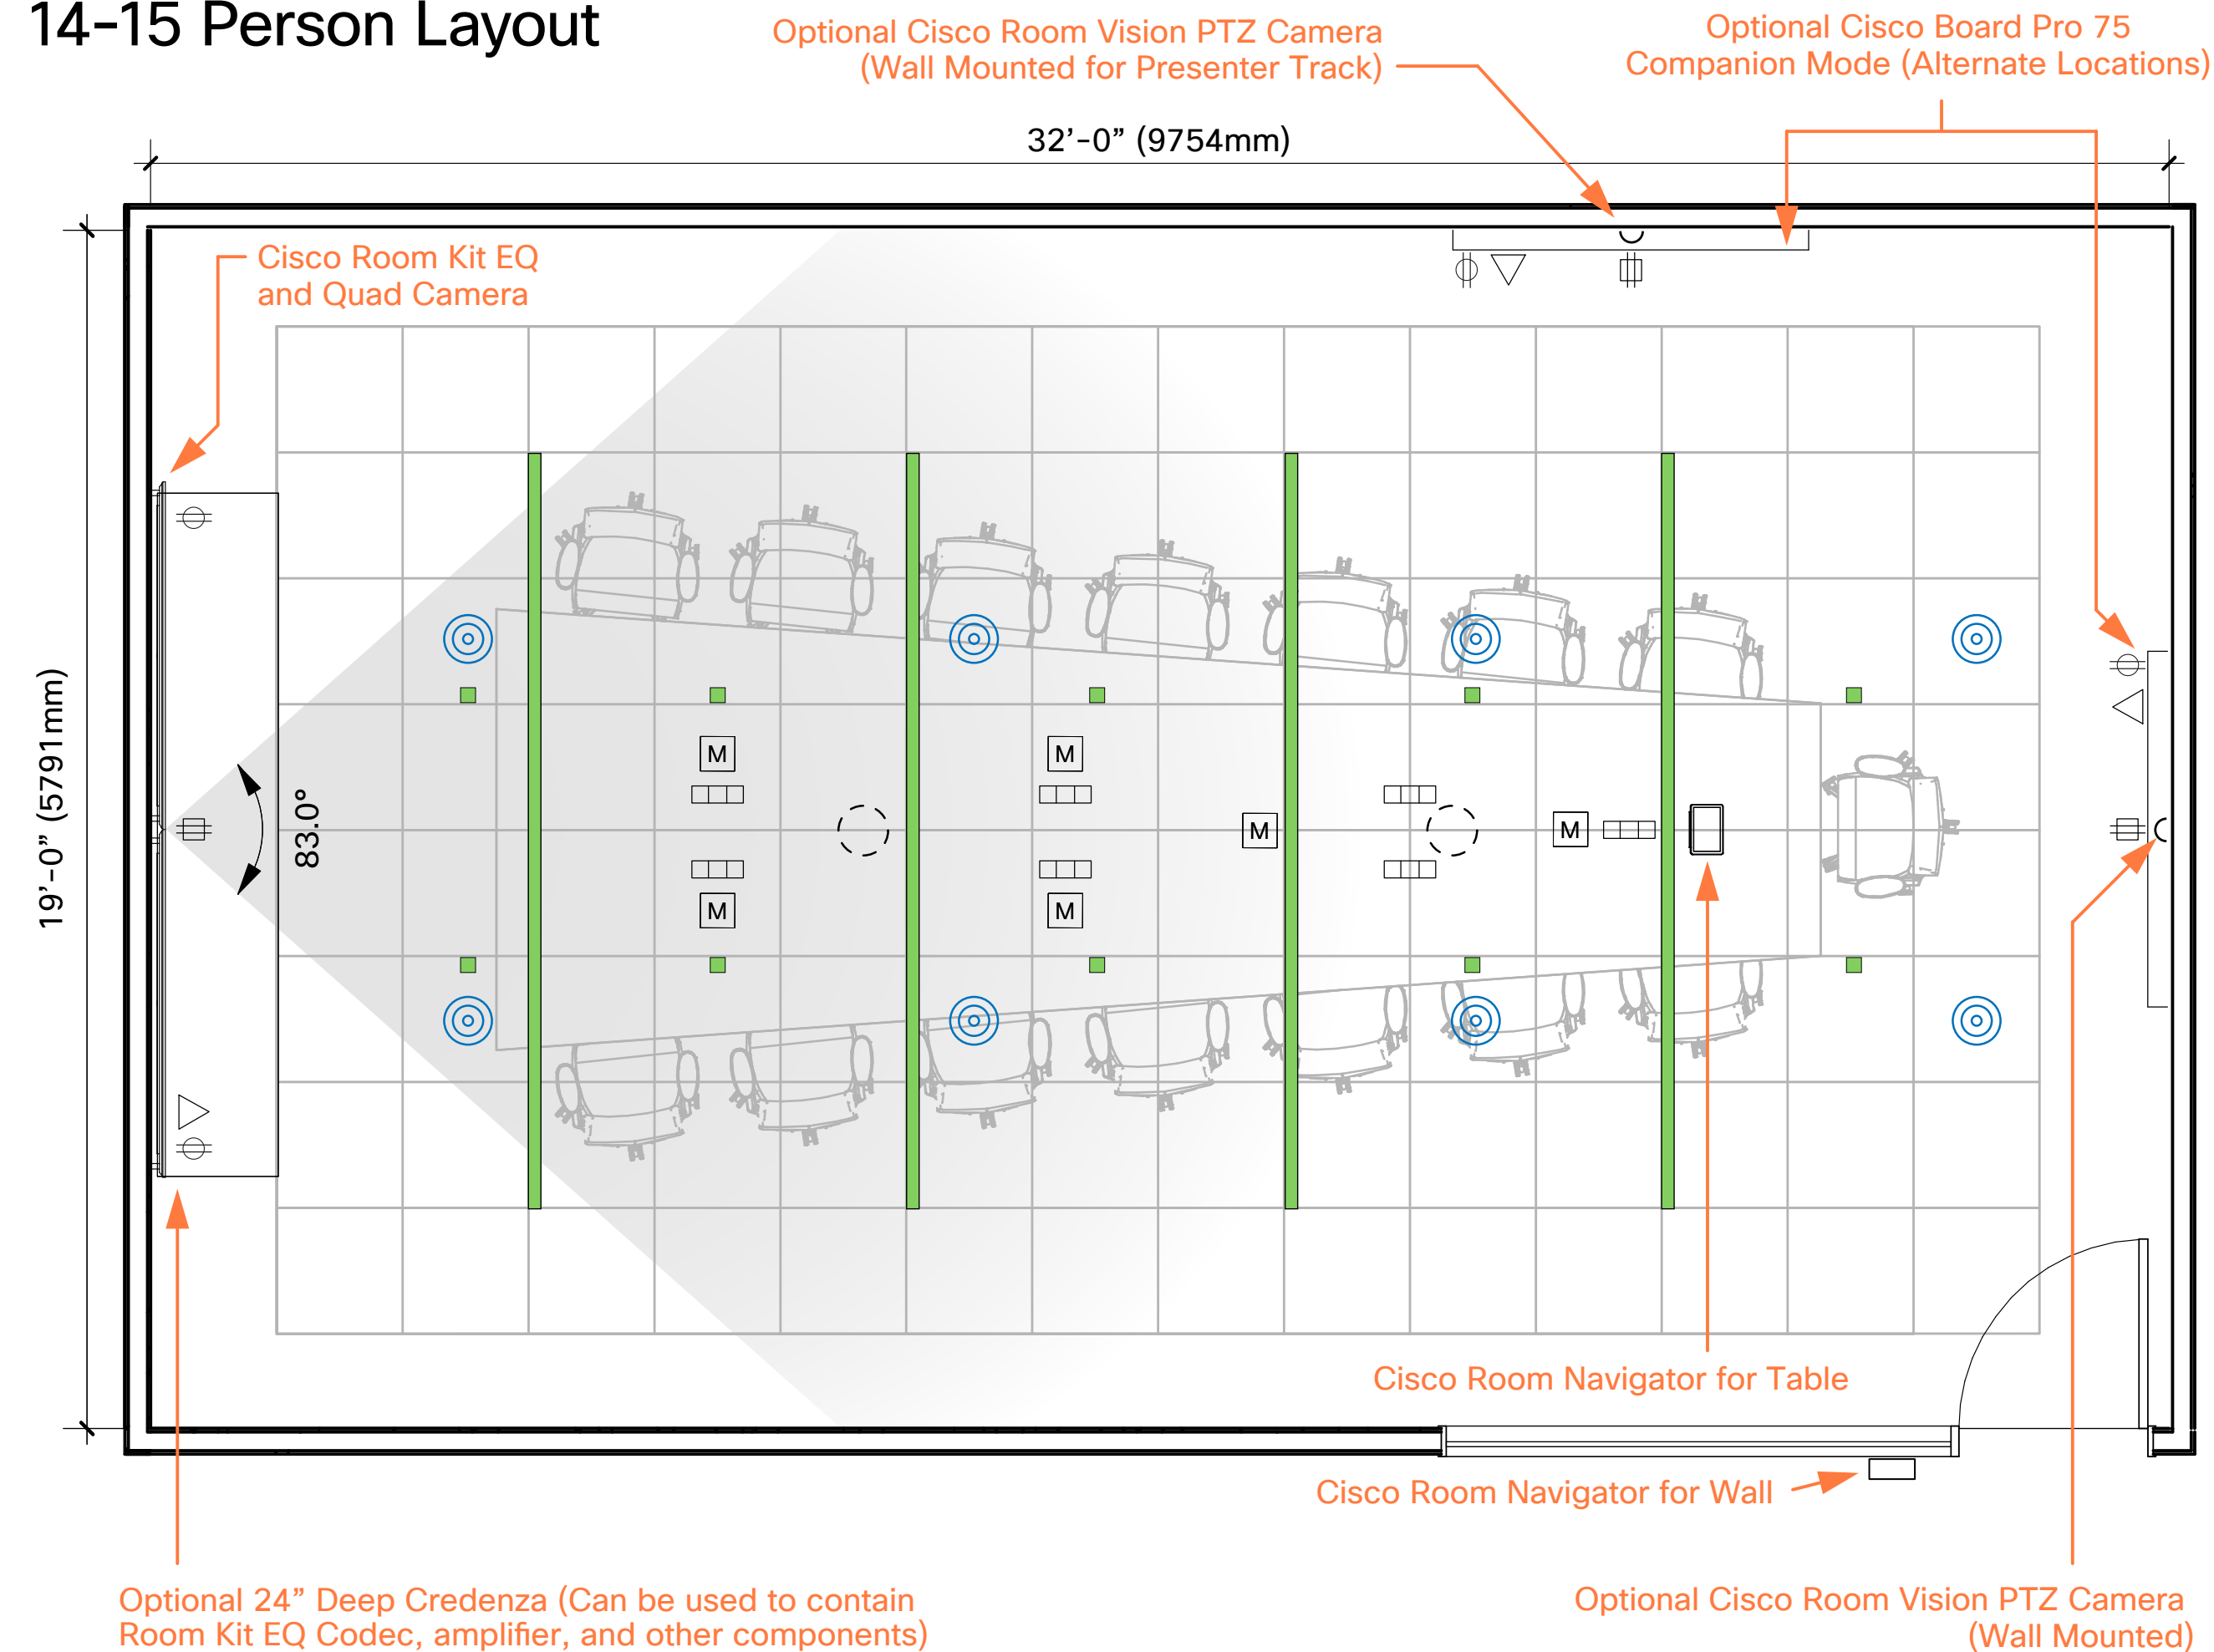 14-15 Person Layout
Optional Cisco Room Vision PTZ Camera
(Wall Mounted for Presenter Track)
Optional Cisco Board Pro 75
Companion Mode (Alternate Locations)
32’-0” (9754mm)
Cisco Room Kit EQ
and Quad Camera
19’-0” (5791mm)
83.0°
M
M
M
M
M
M
Cisco Room Navigator for Table
Cisco Room Navigator for Wall
Optional 24” Deep Credenza (Can be used to contain
Room Kit EQ Codec, amplifier, and other components)
Optional Cisco Room Vision PTZ Camera
(Wall Mounted)